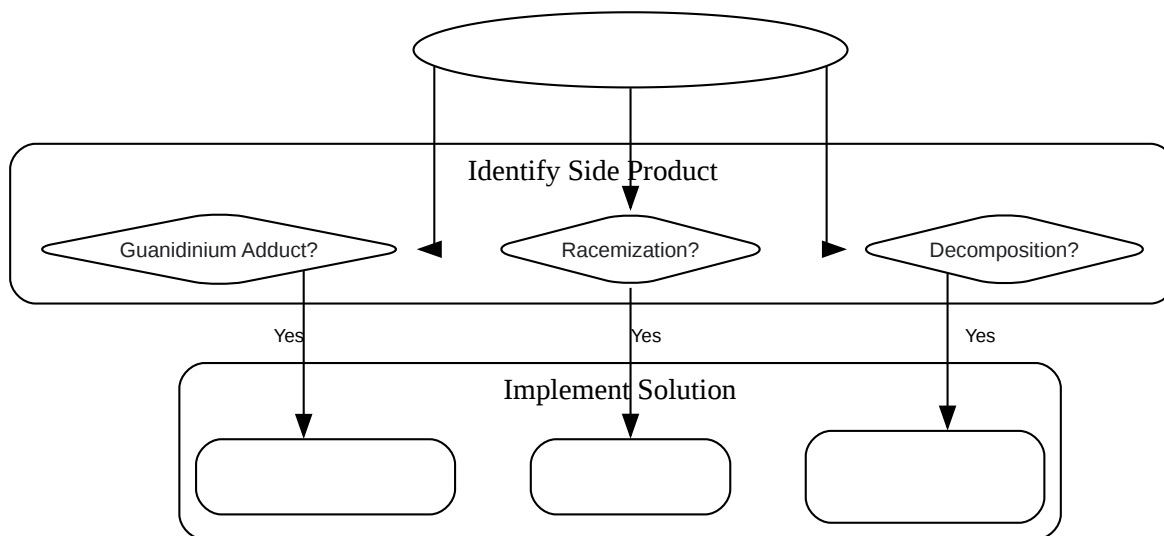 Identify Side Product
Guanidinium Adduct?
Racemization?
Decomposition?
Yes
Yes
Yes
Implement Solution